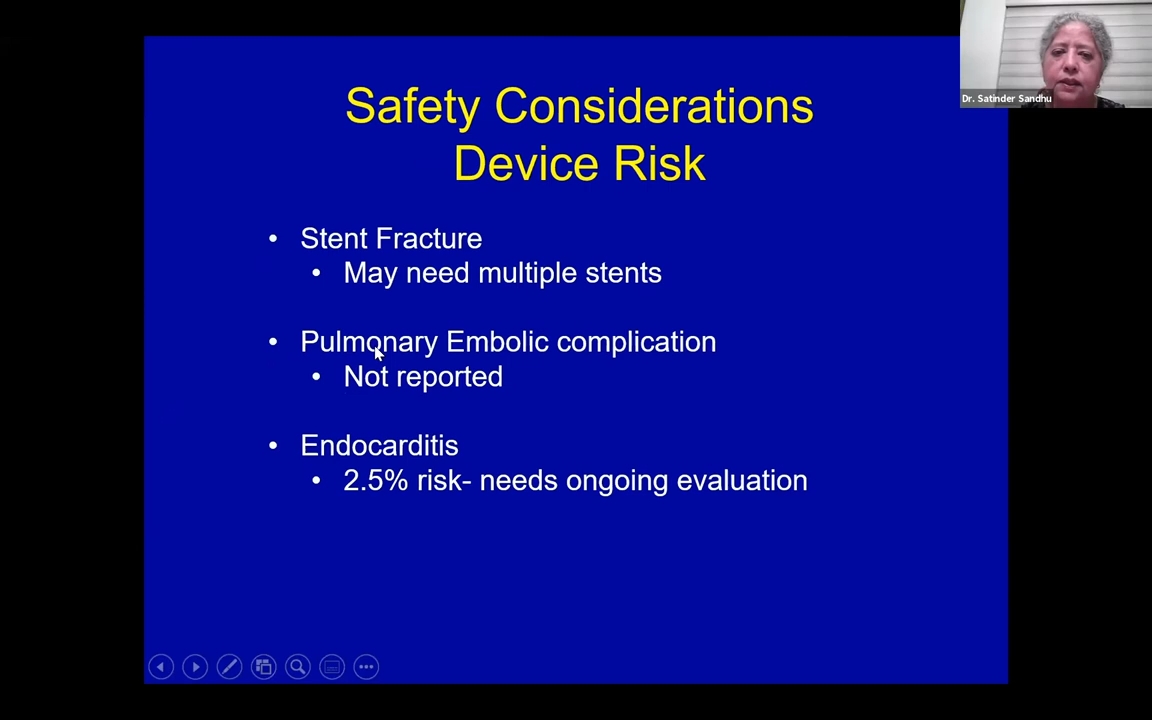 Safety Considerations
Device Risk
• Stent Fracture
• May need multiple stents
• Pulmonary Embolic complication
• Not reported
• Endocarditis
• 2.5% risk- needs ongoing evaluation
Dr. Satinder Sandhu